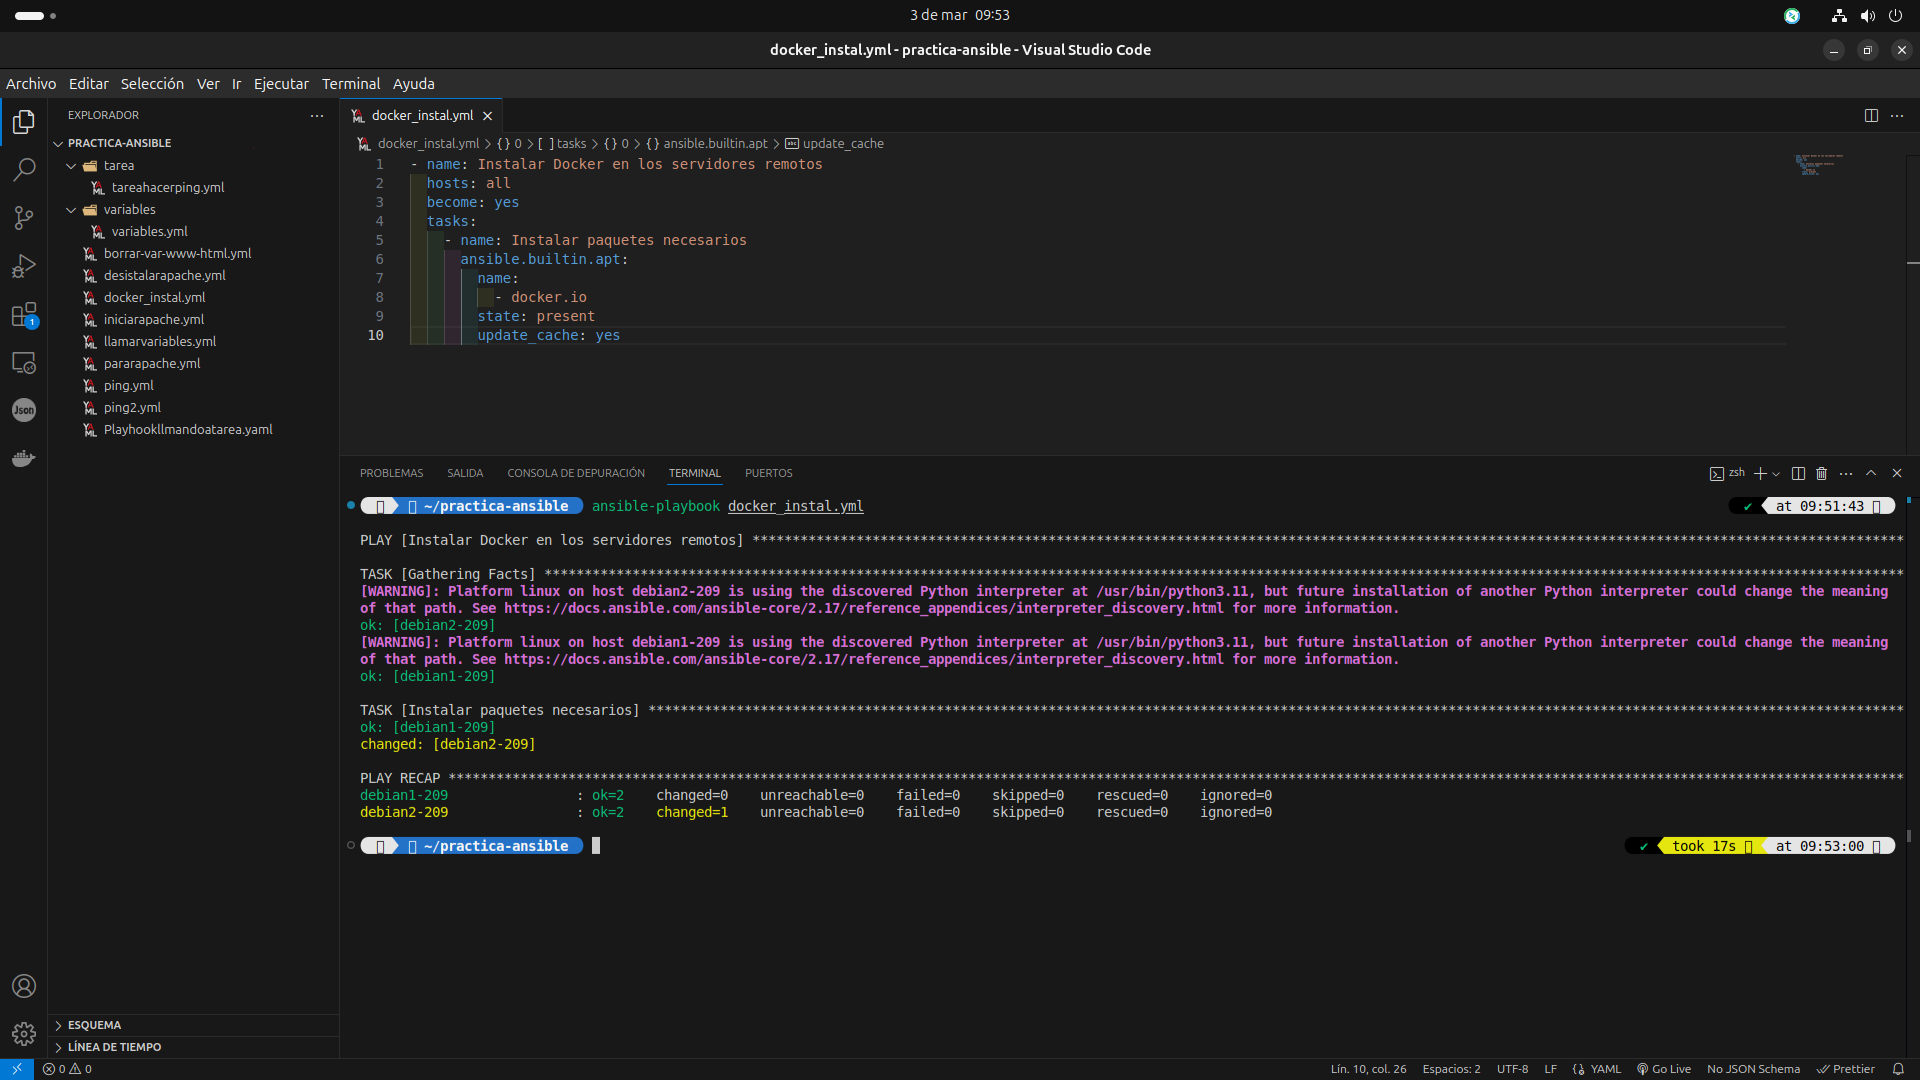 3 de mar 09:53
docker_instal.yml - practica-ansible - Visual Studio Code
Archivo Editar Selección Ver Ir Ejecutar Terminal Ayuda
EXPLORADOR
PRACTICA-ANSIBLE
tarea
tareahacerping.yml
variables
variables.yml
borrar-var-www-html.yml
desistalarapache.yml
docker_instal.yml
iniciarapache.yml
llamarvariables.yml
pararapache.yml
ping.yml
ping2.yml
Playhookllmandoatarea.yaml
ESQUEMA
LÍNEA DE TIEMPO
1
Json
docker_instal.yml
docker_instal.yml > {} 0 > [ ] tasks > {} 0 > {} ansible.builtin.apt > abc update_cache
1 - name: Instalar Docker en los servidores remotos
2 hosts: all
3 become: yes
4 tasks:
5 - name: Instalar paquetes necesarios
6 ansible.builtin.apt:
7 name:
8 - docker.io
9 state: present
10 update_cache: yes
PROBLEMAS SALIDA CONSOLA DE DEPURACIÓN TERMINAL PUERTOS
zsh
~/practica-ansible ansible-playbook docker_instal.yml ✔ at 09:51:43
PLAY [Instalar Docker en los servidores remotos] ************************************************************************************************************************************************
TASK [Gathering Facts] **************************************************************************************************************************************************************************
[WARNING]: Platform linux on host debian2-209 is using the discovered Python interpreter at /usr/bin/python3.11, but future installation of another Python interpreter could change the meaning
of that path. See https://docs.ansible.com/ansible-core/2.17/reference_appendices/interpreter_discovery.html for more information.
ok: [debian2-209]
[WARNING]: Platform linux on host debian1-209 is using the discovered Python interpreter at /usr/bin/python3.11, but future installation of another Python interpreter could change the meaning
of that path. See https://docs.ansible.com/ansible-core/2.17/reference_appendices/interpreter_discovery.html for more information.
ok: [debian1-209]
TASK [Instalar paquetes necesarios] *************************************************************************************************************************************************************
ok: [debian1-209]
changed: [debian2-209]
PLAY RECAP **************************************************************************************************************************************************************************************
debian1-209 : ok=2 changed=0 unreachable=0 failed=0 skipped=0 rescued=0 ignored=0
debian2-209 : ok=2 changed=1 unreachable=0 failed=0 skipped=0 rescued=0 ignored=0
~/practica-ansible ✔ took 17s at 09:53:00
0 0 Lín. 10, col. 26 Espacios: 2 UTF-8 LF {} YAML Go Live No JSON Schema Prettier